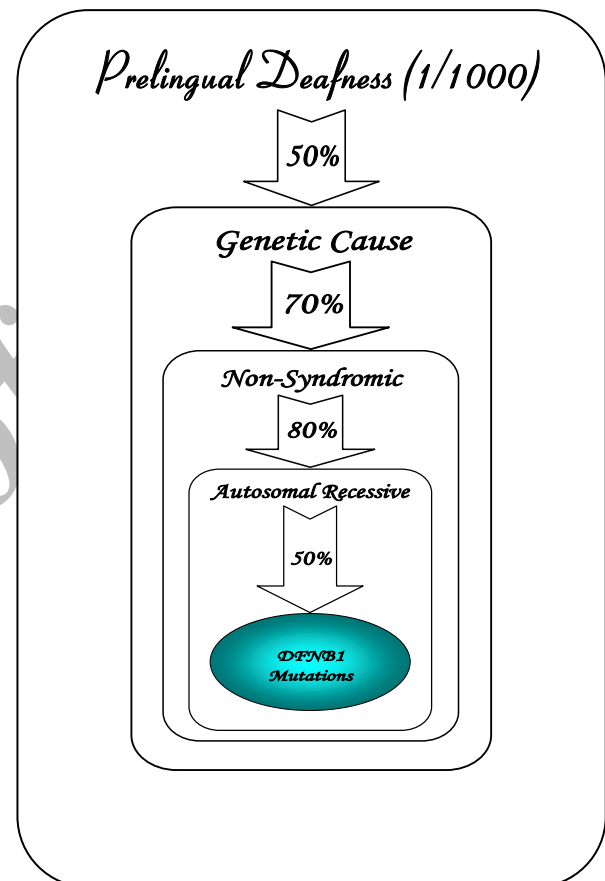 Prelingual Deafness (1/1000)
50%
Genetic Cause
70%
Non-Syndromic
80%
Autosomal Recessive
50%
DFNB1
Mutations